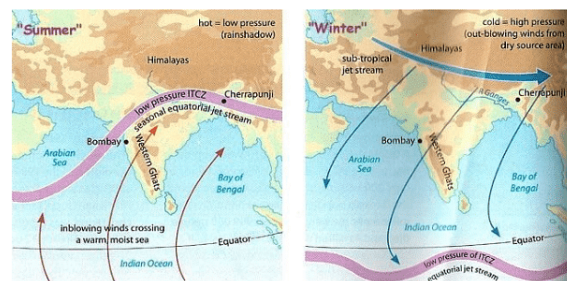 "Summer"
hot = low pressure
(rainshadow)
Himalayas
low pressure ITCZ
Cherrapunji
seasonal equatorial jet stream
Bombay
Western Ghats
Arabian
Sea
Bay of
Bengal
inblowing winds crossing
a warm, moist sea
Equator
Indian Ocean
"Winter"
cold = high pressure
(out-blowing winds from
dry source area)
Himalayas
sub-tropical
jet stream
R.Ganges
Cherrapunji
Bombay
Western Ghats
Arabian
Sea
Bay of
Bengal
Indian Ocean
Equator
low pressure of ITCZ
equatorial jet stream